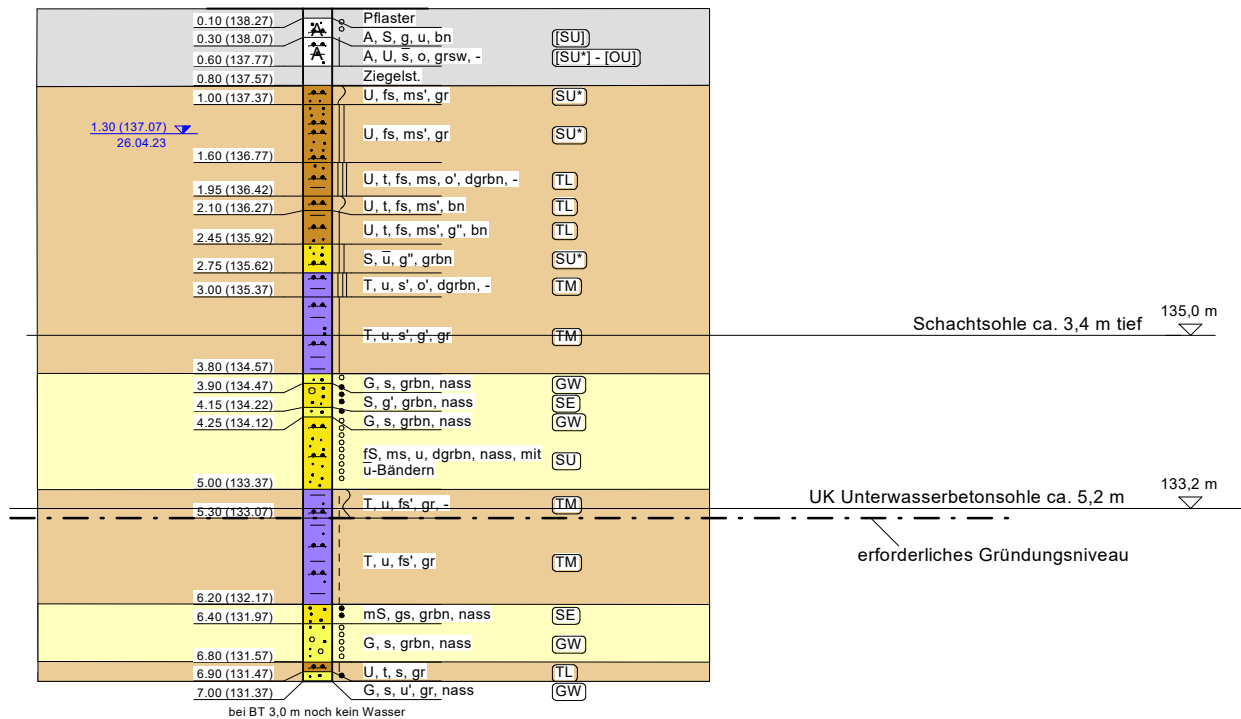 0.10 (138.27) Pflaster
0.30 (138.07) A A, S, g, u, bn [SU]
0.60 (137.77) A A, U, s̅, o, grsw, - [SU*] - [OU]
0.80 (137.57) Ziegelst.
1.00 (137.37) U, fs, ms', gr SU*
1.30 (137.07)
26.04.23
U, fs, ms', gr SU*
1.60 (136.77)
U, t, fs, ms, o', dgrbn, - TL
1.95 (136.42)
2.10 (136.27) U, t, fs, ms', bn TL
U, t, fs, ms', g", bn TL
2.45 (135.92)
S, u̅, g", grbn SU*
2.75 (135.62)
T, u, s', o', dgrbn, - TM
3.00 (135.37)
135,0 m
Schachtsohle ca. 3,4 m tief
T, u, s', g', gr TM
3.80 (134.57)
3.90 (134.47) G, s, grbn, nass GW
4.15 (134.22) S, g', grbn, nass SE
4.25 (134.12) G, s, grbn, nass GW
fS, ms, u, dgrbn, nass, mit
u̅-Bändern SU
5.00 (133.37)
133,2 m
UK Unterwasserbetonsohle ca. 5,2 m
T, u, fs', gr, - TM
5.30 (133.07)
erforderliches Gründungsniveau
T, u, fs', gr TM
6.20 (132.17)
6.40 (131.97) mS, gs, grbn, nass SE
G, s, grbn, nass GW
6.80 (131.57)
6.90 (131.47) U, t, s, gr TL
7.00 (131.37) G, s, u', gr, nass GW
bei BT 3,0 m noch kein Wasser